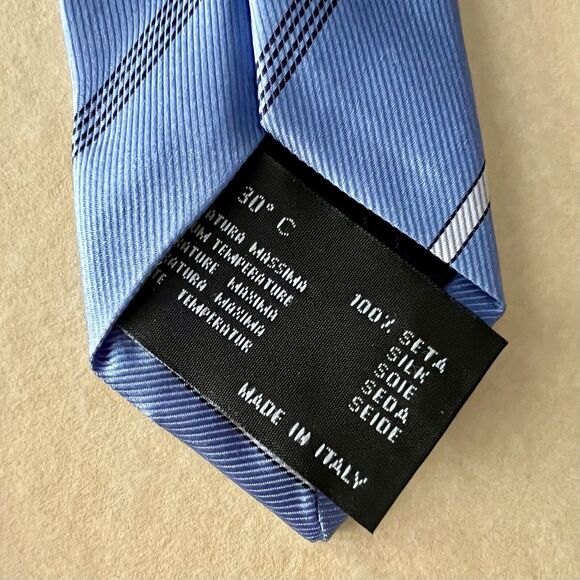 30° C
MASSIMA
TEMPERATURE
MAXIMA
MAXIMA
TEMPERATUR
100% SETA
SILK
SOIE
SEDA
SEIDE
MADE IN ITALY